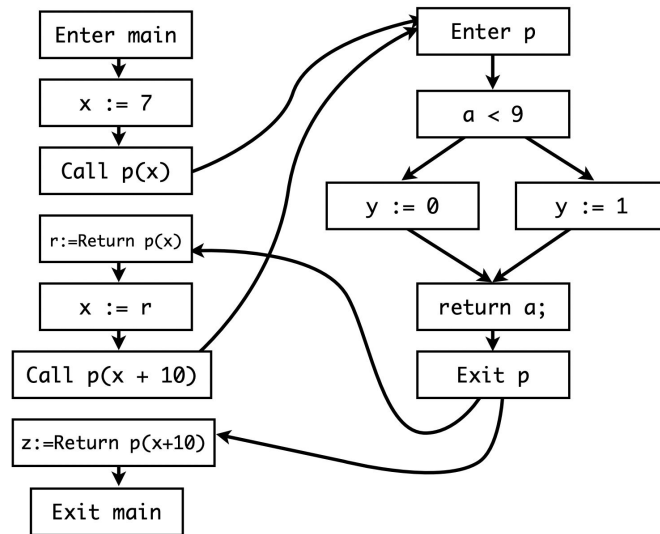 Enter main
x := 7
Call p(x)
r:=Return p(x)
x := r
Call p(x + 10)
z:=Return p(x+10)
Exit main
Enter p
a < 9
y := 0
y := 1
return a;
Exit p